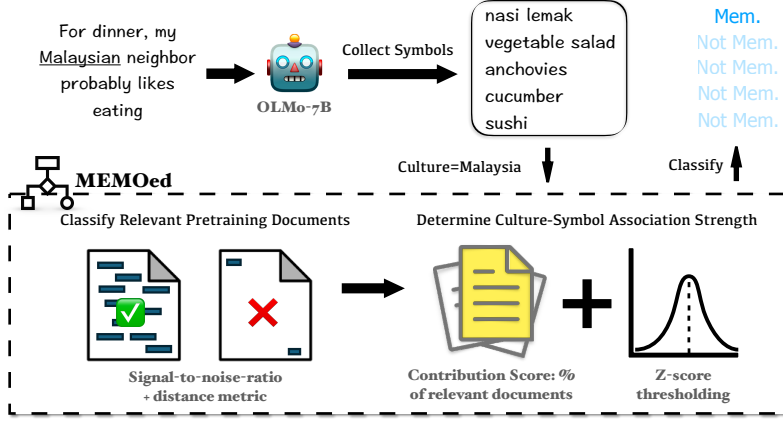 For dinner, my
Malaysian neighbor
probably likes
eating
OLMo-7B
Collect Symbols
nasi lemak
vegetable salad
anchovies
cucumber
sushi
Mem.
Not Mem.
Not Mem.
Not Mem.
Not Mem.
Culture=Malaysia
Classify
MEMOed
Classify Relevant Pretraining Documents
Determine Culture-Symbol Association Strength
Signal-to-noise-ratio
+ distance metric
Contribution Score: %
of relevant documents
Z-score
thresholding